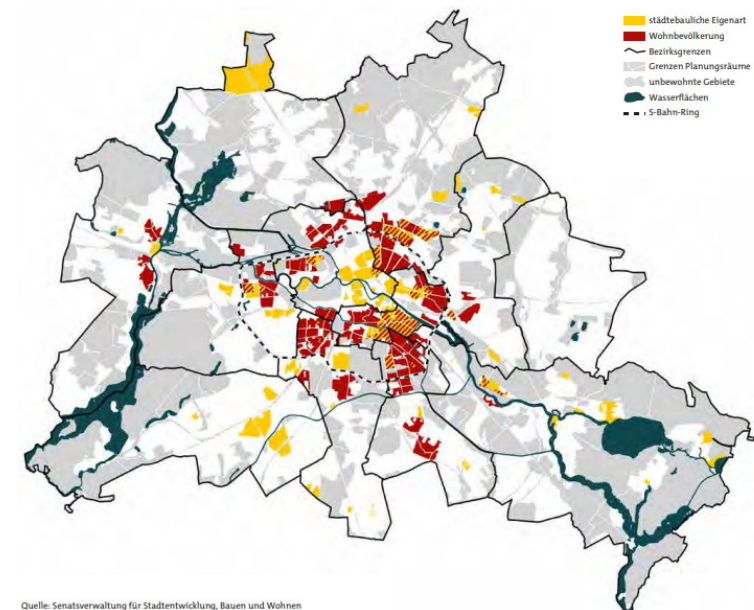 städtebauliche Eigenart
Wohnbevölkerung
Bezirksgrenzen
Grenzen Planungsräume
unbewohnte Gebiete
Wasserflächen
S-Bahn-Ring
Quelle: Senatsverwaltung für Stadtentwicklung, Bauen und Wohnen